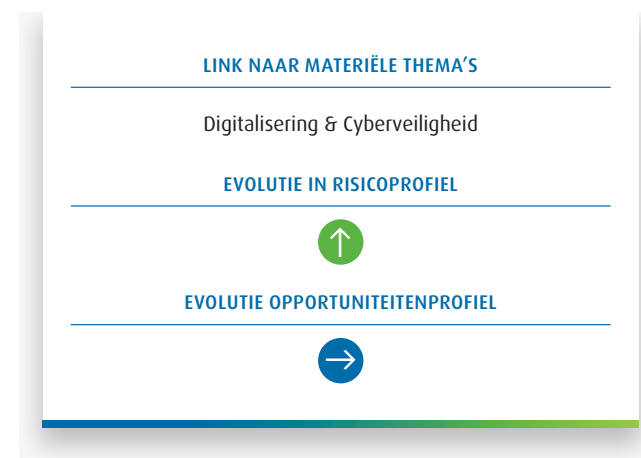 LINK NAAR MATERIËLE THEMA’S
Digitalisering & Cyberveiligheid
EVOLUTIE IN RISICOPROFIEL
EVOLUTIE OPPORTUNITEITENPROFIEL